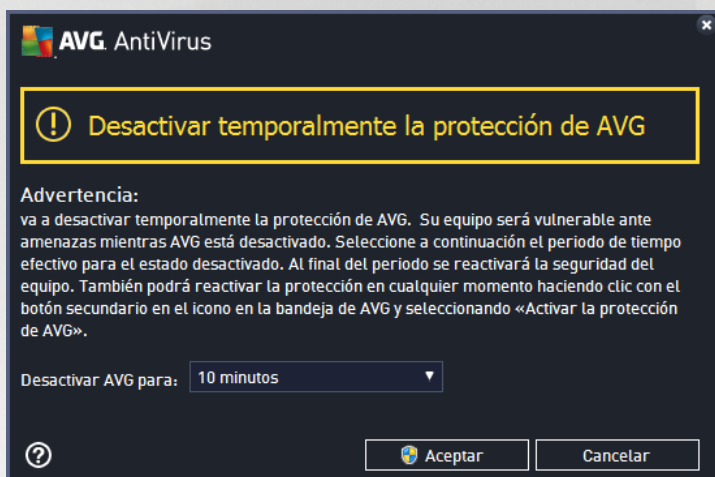 AVG. AntiVirus
Desactivar temporalmente la protección de AVG
Advertencia:
va a desactivar temporalmente la protección de AVG. Su equipo será vulnerable ante
amenazas mientras AVG está desactivado. Seleccione a continuación el periodo de tiempo
efectivo para el estado desactivado. Al final del periodo se reactivará la seguridad del
equipo. También podrá reactivar la protección en cualquier momento haciendo clic con el
botón secundario en el icono en la bandeja de AVG y seleccionando «Activar la protección
de AVG».
Desactivar AVG para: 10 minutos
Aceptar Cancelar